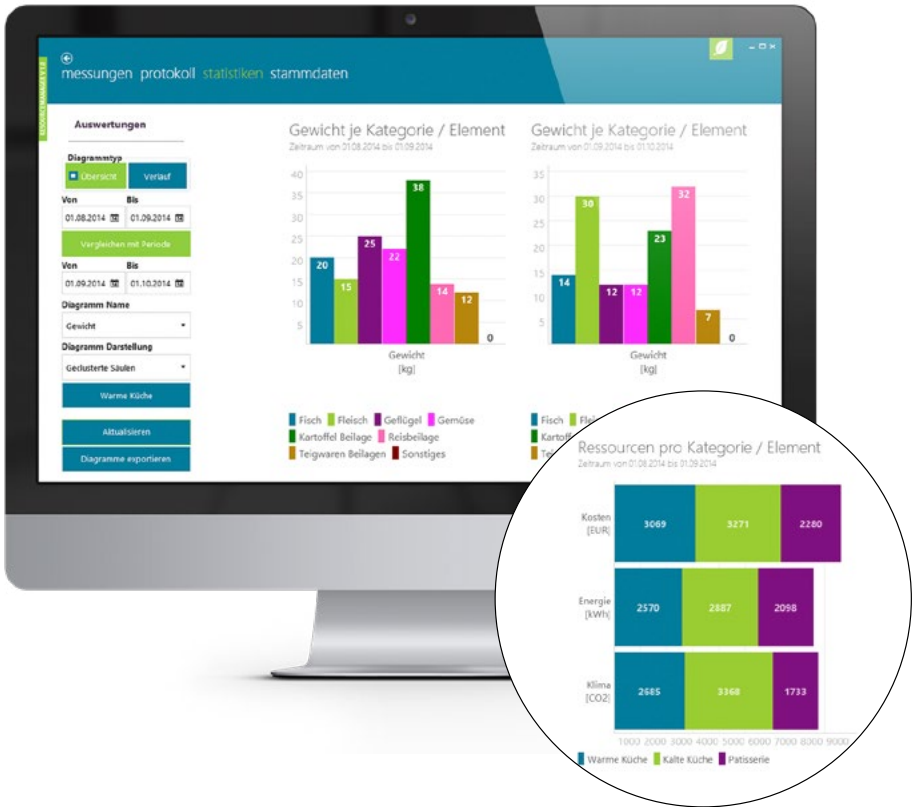 messungen protokoll statistiken stammdaten
Auswertungen
Diagrammtyp
Übersicht Verlauf
Von Bis
01.08.2014 01.09.2014
Vergleichen mit Periode
Von Bis
01.09.2014 01.10.2014
Diagramm Name
Gewicht
Diagramm Darstellung
Geclusterte Säulen
Warme Küche
Aktualisieren
Diagramme exportieren
Gewicht je Kategorie / Element
Zeitraum von 01.08.2014 bis 01.09.2014
40
35
30
25
20
15
10
5
20 15 25 22 38 14 12 0
Gewicht
[kg]
Fisch Fleisch Geflügel Gemüse
Kartoffel Beilage Reisbeilage
Teigwaren Beilagen Sonstiges
Gewicht je Kategorie / Element
Zeitraum von 01.09.2014 bis 01.10.2014
35
30
25
20
15
10
5
14 30 12 12 23 32 7 0
Gewicht
[kg]
Fisch
Ressourcen pro Kategorie / Element
Zeitraum von 01.08.2014 bis 01.09.2014
Kosten
[EUR]
3069 3271 2280
Energie
[kWh]
2570 2887 2098
Klima
[CO2]
2685 3368 1733
1000 2000 3000 4000 5000 6000 7000 8000 9000
Warme Küche Kalte Küche Patisserie